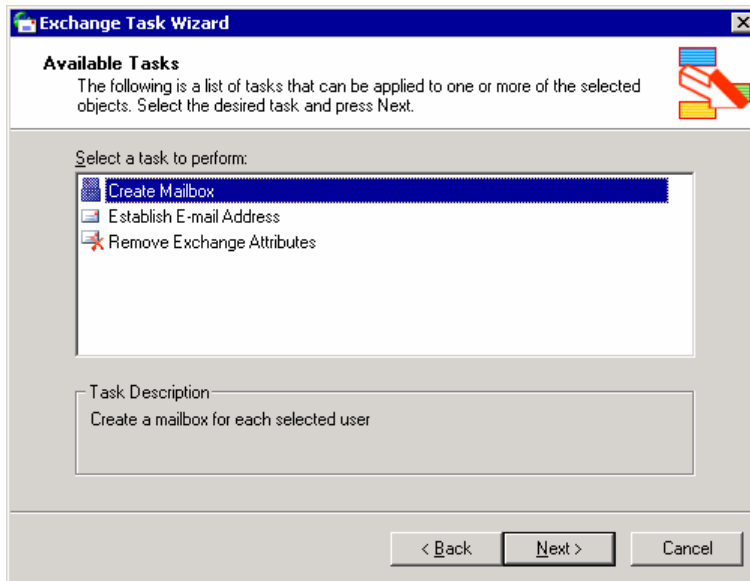 Exchange Task Wizard
Available Tasks
The following is a list of tasks that can be applied to one or more of the selected
objects. Select the desired task and press Next.
Select a task to perform:
Create Mailbox
Establish E-mail Address
Remove Exchange Attributes
Task Description
Create a mailbox for each selected user
< Back
Next >
Cancel